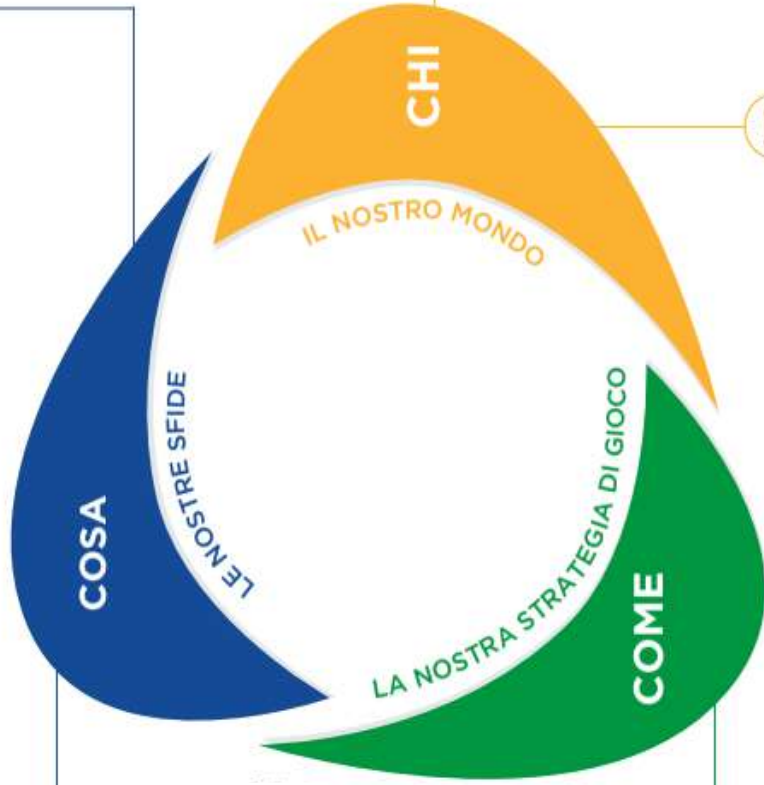 CHI
IL NOSTRO MONDO
LE NOSTRE SFIDE
COSA
LA NOSTRA STRATEGIA DI GIOCO
COME